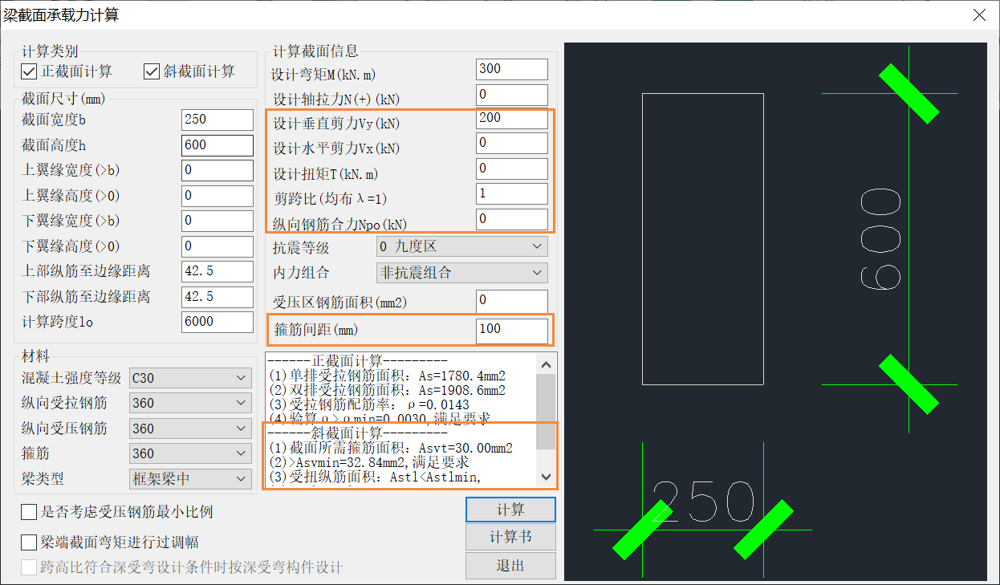 梁截面承载力计算
计算类别
正截面计算
斜截面计算
截面尺寸(mm)
截面宽度b 250
截面高度h 600
上翼缘宽度(>b) 0
上翼缘高度(>0) 0
下翼缘宽度(>b) 0
下翼缘高度(>0) 0
上部纵筋至边缘距离 42.5
下部纵筋至边缘距离 42.5
计算跨度lo 6000
材料
混凝土强度等级 C30
纵向受拉钢筋 360
纵向受压钢筋 360
箍筋 360
梁类型 框架梁中
是否考虑受压钢筋最小比例
梁端截面弯矩进行过调幅
跨高比符合深受弯设计条件时按深受弯构件设计
计算截面信息
设计弯矩M(kN.m) 300
设计轴拉力N(+)(kN) 0
设计垂直剪力Vy(kN) 200
设计水平剪力Vx(kN) 0
设计扭矩T(kN.m) 0
剪跨比(均布λ=1) 1
纵向钢筋合力Npo(kN) 0
抗震等级 0 九度区
内力组合 非抗震组合
受压区钢筋面积(mm2) 0
箍筋间距(mm) 100
------正截面计算---------
(1)单排受拉钢筋面积: As=1780.4mm2
(2)双排受拉钢筋面积: As=1908.6mm2
(3)受拉钢筋配筋率: ρ=0.0143
(4)验算ρ>ρmin=0.0030,满足要求
------斜截面计算---------
(1)截面所需箍筋面积: Asvt=30.00mm2
(2)>Asvmin=32.84mm2,满足要求
(3)受扭纵筋面积: Astl<Astlmin,
计算
计算书
退出
600
250